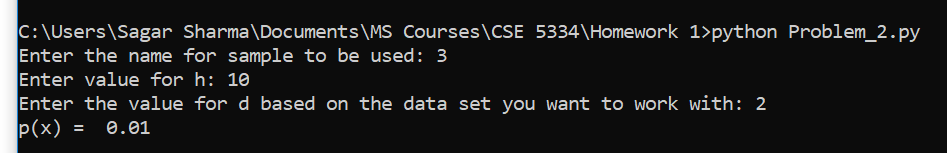 C:\Users\Sagar Sharma\Documents\MS Courses\CSE 5334\Homework 1>python Problem_2.py
Enter the name for sample to be used: 3
Enter value for h: 10
Enter the value for d based on the data set you want to work with: 2
p(x) =  0.01